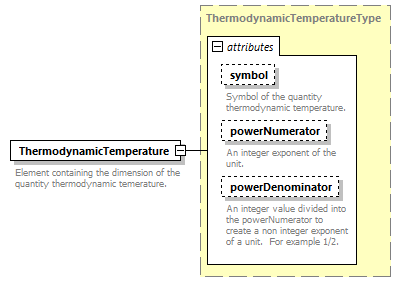 ThermodynamicTemperatureType
attributes
symbol
Symbol of the quantity
thermodynamic temperature.
powerNumerator
An integer exponent of the
unit.
powerDenominator
An integer value divided into
the powerNumerator to
create a non integer exponent
of a unit. For example 1/2.
ThermodynamicTemperature
Element containing the dimension of the
quantity thermodynamic temerature.